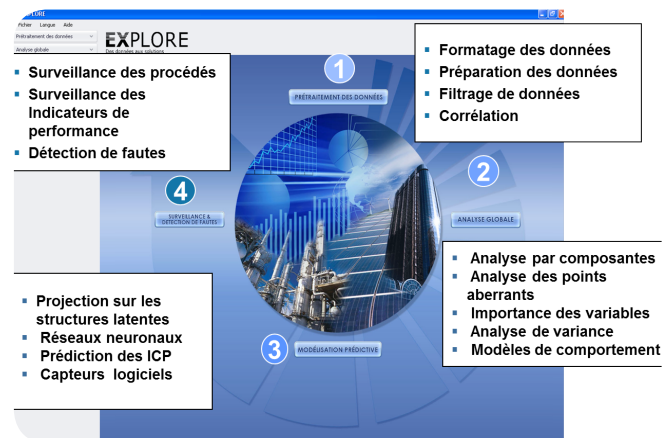 Fichier Langue Aide
Prétraitement des données
Analyse globale
EXPLORE
Des données aux solutions
Surveillance des procédés
Surveillance des
Indicateurs de
performance
Détection de fautes
1
PRÉTRAITEMENT DES DONNÉES
Formatage des données
Préparation des données
Filtrage de données
Corrélation
2
ANALYSE GLOBALE
Analyse par composantes
Analyse des points
aberrants
Importance des variables
Analyse de variance
Modèles de comportement
3
MODÉLISATION PRÉDICTIVE
Projection sur les
structures latentes
Réseaux neuronaux
Prédiction des ICP
Capteurs logiciels
4
SURVEILLANCE &
DÉTECTION DE FAUTES